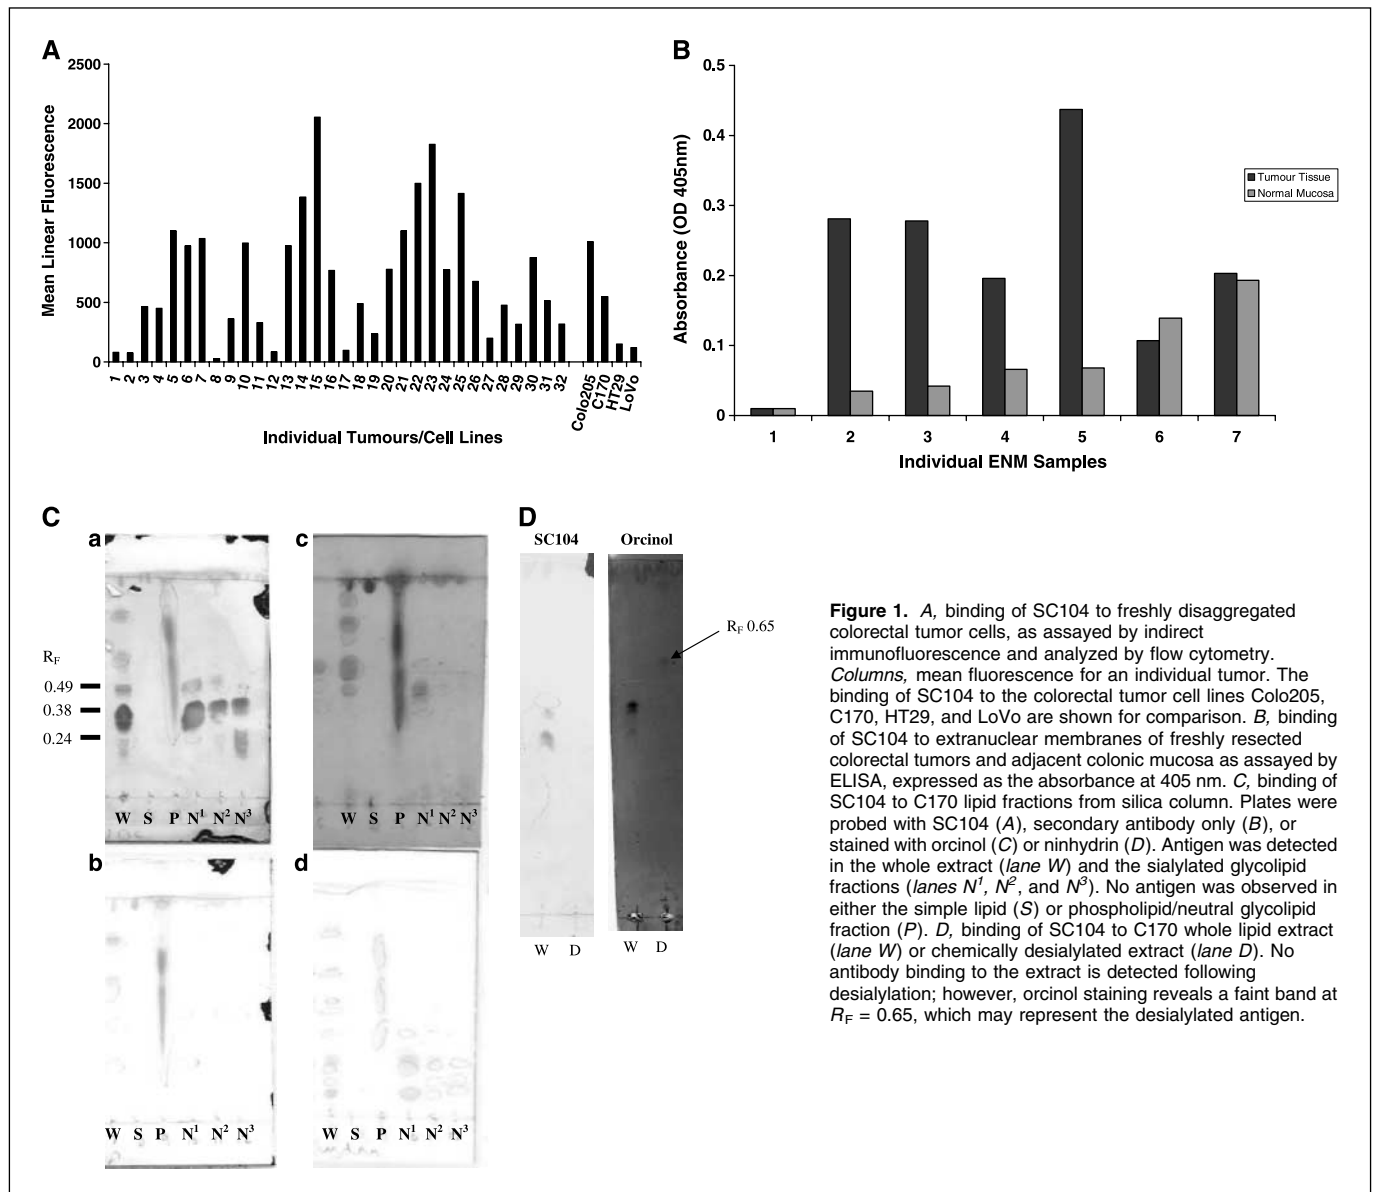 A
2500
2000
1500
1000
500
0
Mean Linear Fluorescence
1 2 3 4 5 6 7 8 9 10 11 12 13 14 15 16 17 18 19 20 21 22 23 24 25 26 27 28 29 30 31 32 Colo205 C170 HT29 LoVo
Individual Tumours/Cell Lines
B
0.5
0.4
0.3
0.2
0.1
0
Absorbance (OD 405nm)
1 2 3 4 5 6 7
Individual ENM Samples
Tumour Tissue
Normal Mucosa
C
a
RF
0.49
0.38
0.24
W S P N1 N2 N3
c
W S P N1 N2 N3
b
W S P N1 N2 N3
d
W S P N1 N2 N3
D
SC104 Orcinol
RF 0.65
W D W D
Figure 1. A, binding of SC104 to freshly disaggregated
colorectal tumor cells, as assayed by indirect
immunofluorescence and analyzed by flow cytometry.
Columns, mean fluorescence for an individual tumor. The
binding of SC104 to the colorectal tumor cell lines Colo205,
C170, HT29, and LoVo are shown for comparison. B, binding
of SC104 to extranuclear membranes of freshly resected
colorectal tumors and adjacent colonic mucosa as assayed by
ELISA, expressed as the absorbance at 405 nm. C, binding of
SC104 to C170 lipid fractions from silica column. Plates were
probed with SC104 (A), secondary antibody only (B), or
stained with orcinol (C) or ninhydrin (D). Antigen was detected
in the whole extract (lane W) and the sialylated glycolipid
fractions (lanes N1, N2, and N3). No antigen was observed in
either the simple lipid (S) or phospholipid/neutral glycolipid
fraction (P). D, binding of SC104 to C170 whole lipid extract
(lane W) or chemically desialylated extract (lane D). No
antibody binding to the extract is detected following
desialylation; however, orcinol staining reveals a faint band at
RF = 0.65, which may represent the desialylated antigen.